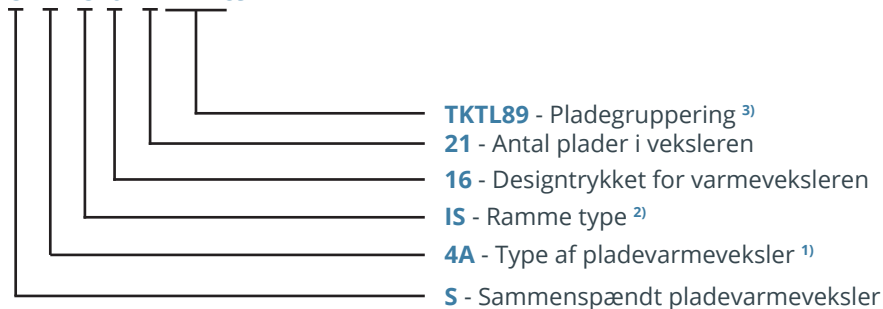 TKTL89 - Pladegruppering 3)
21 - Antal plader i veksleren
16 - Designtrykket for varmeveksleren
IS - Ramme type 2)
4A - Type af pladevarmeveksler 1)
S - Sammenspændt pladevarmeveksler